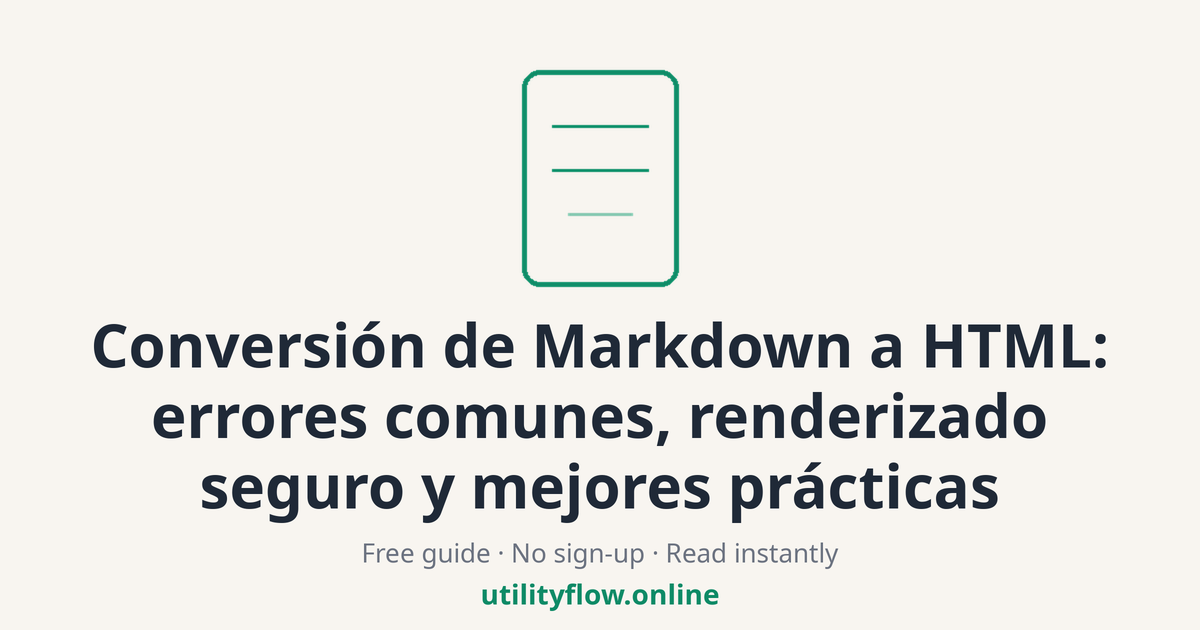 Conversión de Markdown a HTML:
errores comunes, renderizado
seguro y mejores prácticas
Free guide · No sign-up · Read instantly
utilityflow.online